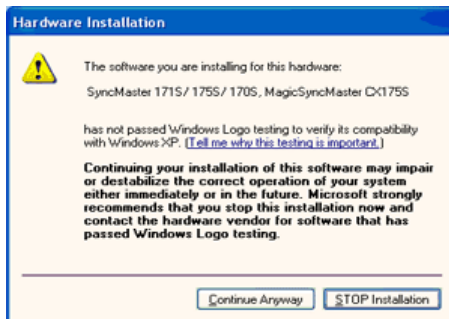 Hardware Installation
The software you are installing for this hardware:
SyncMaster 171S/ 175S/ 170S, MagicSyncMaster CX175S
has not passed Windows Logo testing to verify its compatibility
with Windows XP. (Tell me why this testing is important.)
Continuing your installation of this software may impair
or destabilize the correct operation of your system
either immediately or in the future. Microsoft strongly
recommends that you stop this installation now and
contact the hardware vendor for software that has
passed Windows Logo testing.
Continue Anyway
STOP Installation